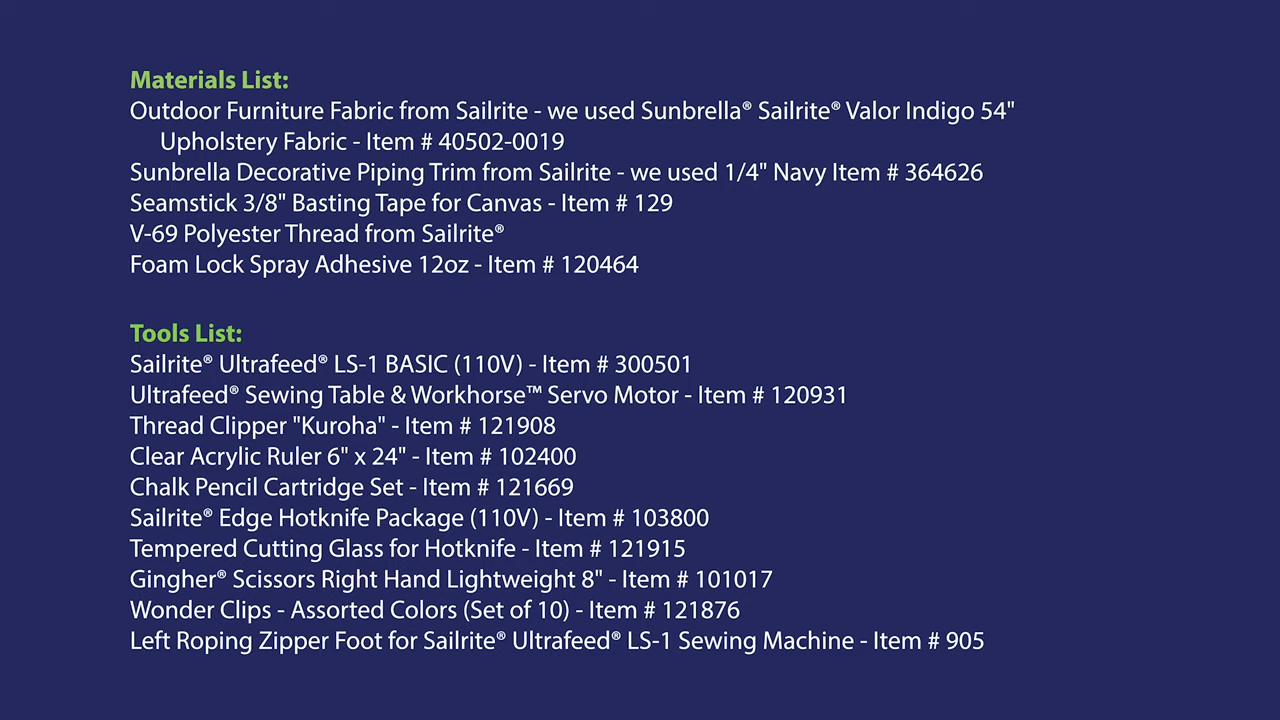 Materials List:
Outdoor Furniture Fabric from Sailrite - we used Sunbrella® Sailrite® Valor Indigo 54"
Upholstery Fabric - Item # 40502-0019
Sunbrella Decorative Piping Trim from Sailrite - we used 1/4" Navy Item # 364626
Seamstick 3/8" Basting Tape for Canvas - Item # 129
V-69 Polyester Thread from Sailrite®
Foam Lock Spray Adhesive 12oz - Item # 120464
Tools List:
Sailrite® Ultrafeed® LS-1 BASIC (110V) - Item # 300501
Ultrafeed® Sewing Table & Workhorse™ Servo Motor - Item # 120931
Thread Clipper "Kuroha" - Item # 121908
Clear Acrylic Ruler 6" x 24" - Item # 102400
Chalk Pencil Cartridge Set - Item # 121669
Sailrite® Edge Hotknife Package (110V) - Item # 103800
Tempered Cutting Glass for Hotknife - Item # 121915
Gingher® Scissors Right Hand Lightweight 8" - Item # 101017
Wonder Clips - Assorted Colors (Set of 10) - Item # 121876
Left Roping Zipper Foot for Sailrite® Ultrafeed® LS-1 Sewing Machine - Item # 905